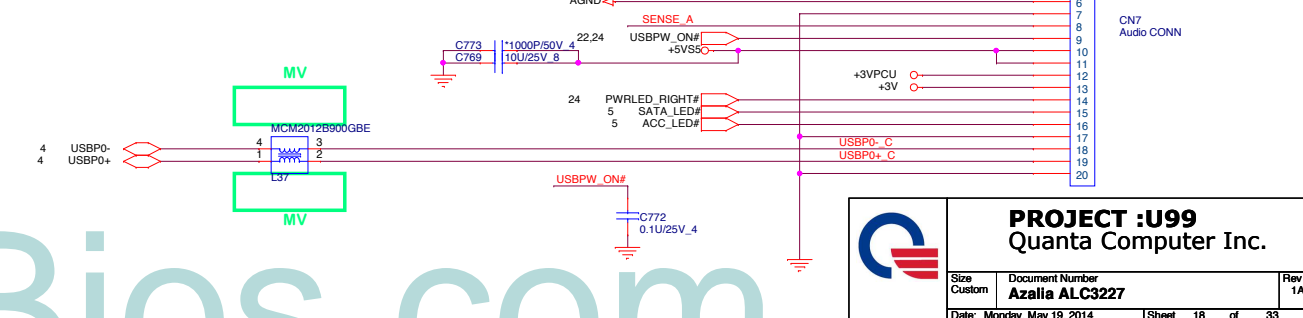 AGND
6
7
SENSE_A
8
22,24 USBPW_ON#
9
+5VS5
10
11
CN7
Audio CONN
C773 *1000P/50V_4
C769 10U/25V_8
+3VPCU
12
+3V
13
24 PWRLED_RIGHT#
14
5 SATA_LED#
15
5 ACC_LED#
16
17
MV
MCM2012B900GBE
4 USBP0-
4 3
USBP0-_C
18
4 USBP0+
1 2
USBP0+_C
19
L37
20
MV
USBPW_ON#
C772
0.1U/25V_4
Bios.com
PROJECT :U99
Quanta Computer Inc.
Size
Custom
Document Number
Azalia ALC3227
Rev
1A
Date: Monday, May 19, 2014
Sheet 18 of 33